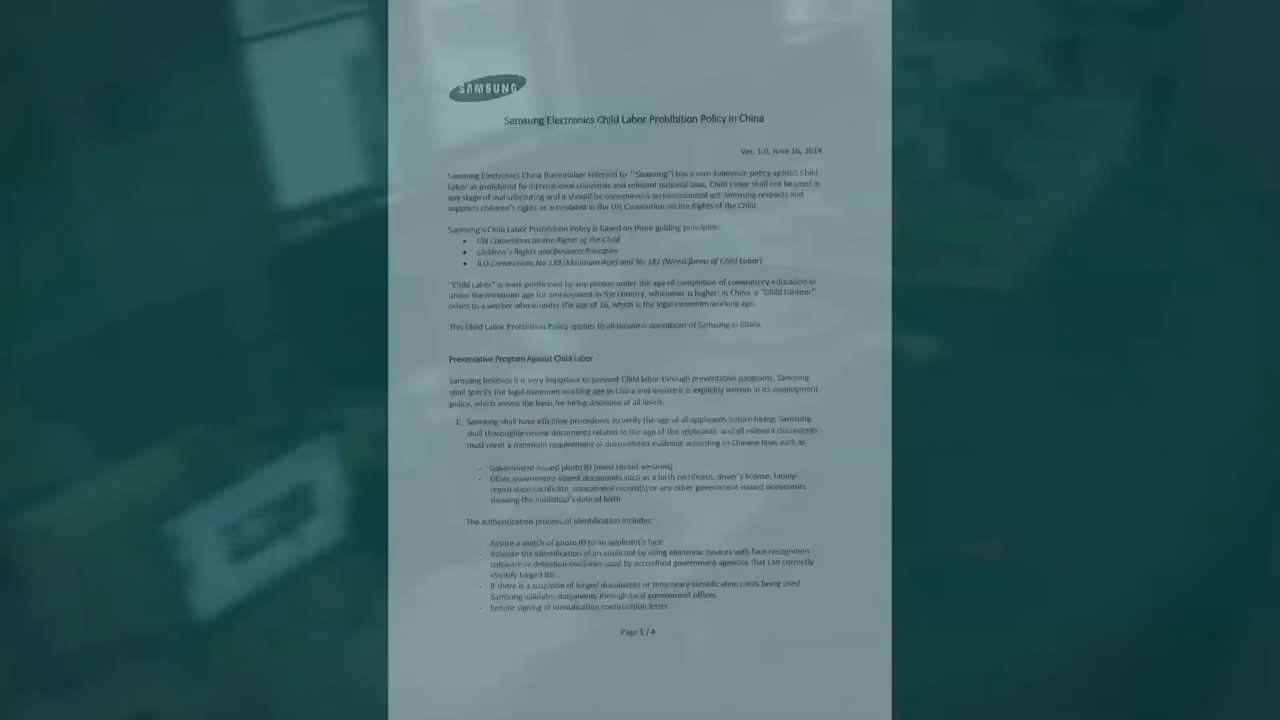 SAMSUNG
Samsung Electronics Child Labor Prohibition Policy in China
Ver. 1.0, June 16, 2014
Samsung Electronics China (hereinafter referred to "Samsung") has a zero-tolerance policy against Child
Labor as prohibited by international standards and relevant national laws. Child Labor shall not be used in
any stage of manufacturing and it should be considered a serious criminal act. Samsung respects and
supports children's rights as articulated in the UN Convention on the Rights of the Child.
Samsung's Child Labor Prohibition Policy is based on three guiding principles:
• UN Convention on the Rights of the Child
• Children's Rights and Business Principles
• ILO Conventions No 138 (Minimum Age) and No 182 (Worst forms of Child Labor)
"Child Labor" is work performed by any person under the age of completion of compulsory education or
under the minimum age for employment in the country, whichever is higher. In China, a "Child Laborer"
refers to a worker who is under the age of 16, which is the legal minimum working age.
This Child Labor Prohibition Policy applies to all business operations of Samsung in China.
Preventative Program Against Child Labor
Samsung believes it is very important to prevent Child labor through preventative programs. Samsung
shall specify the legal minimum working age in China and ensure it is explicitly written in its employment
policy, which serves the basis for hiring decisions at all levels.
1. Samsung shall have effective procedures to verify the age of all applicants before hiring. Samsung
shall thoroughly review documents related to the age of the applicants, and all relevant documents
must meet a minimum requirement of documented evidence according to Chinese laws such as:
- Government-issued photo ID (most recent versions)
- Other government-issued documents such as a birth certificate, driver's license, family-
registration certificate, educational record(s) or any other government-issued documents
showing the individual's date of birth
The authentication process of identification includes:
- Assure a match of photo ID to an applicant's face
- Validate the identification of an applicant by using electronic devices with face recognition
software or detection machines used by accredited government agencies that can correctly
identify forged IDs
- If there is a suspicion of forged documents or temporary identification cards being used,
Samsung validates documents through local government offices
- Ensure signing of identification confirmation letter
Page 1 / 4